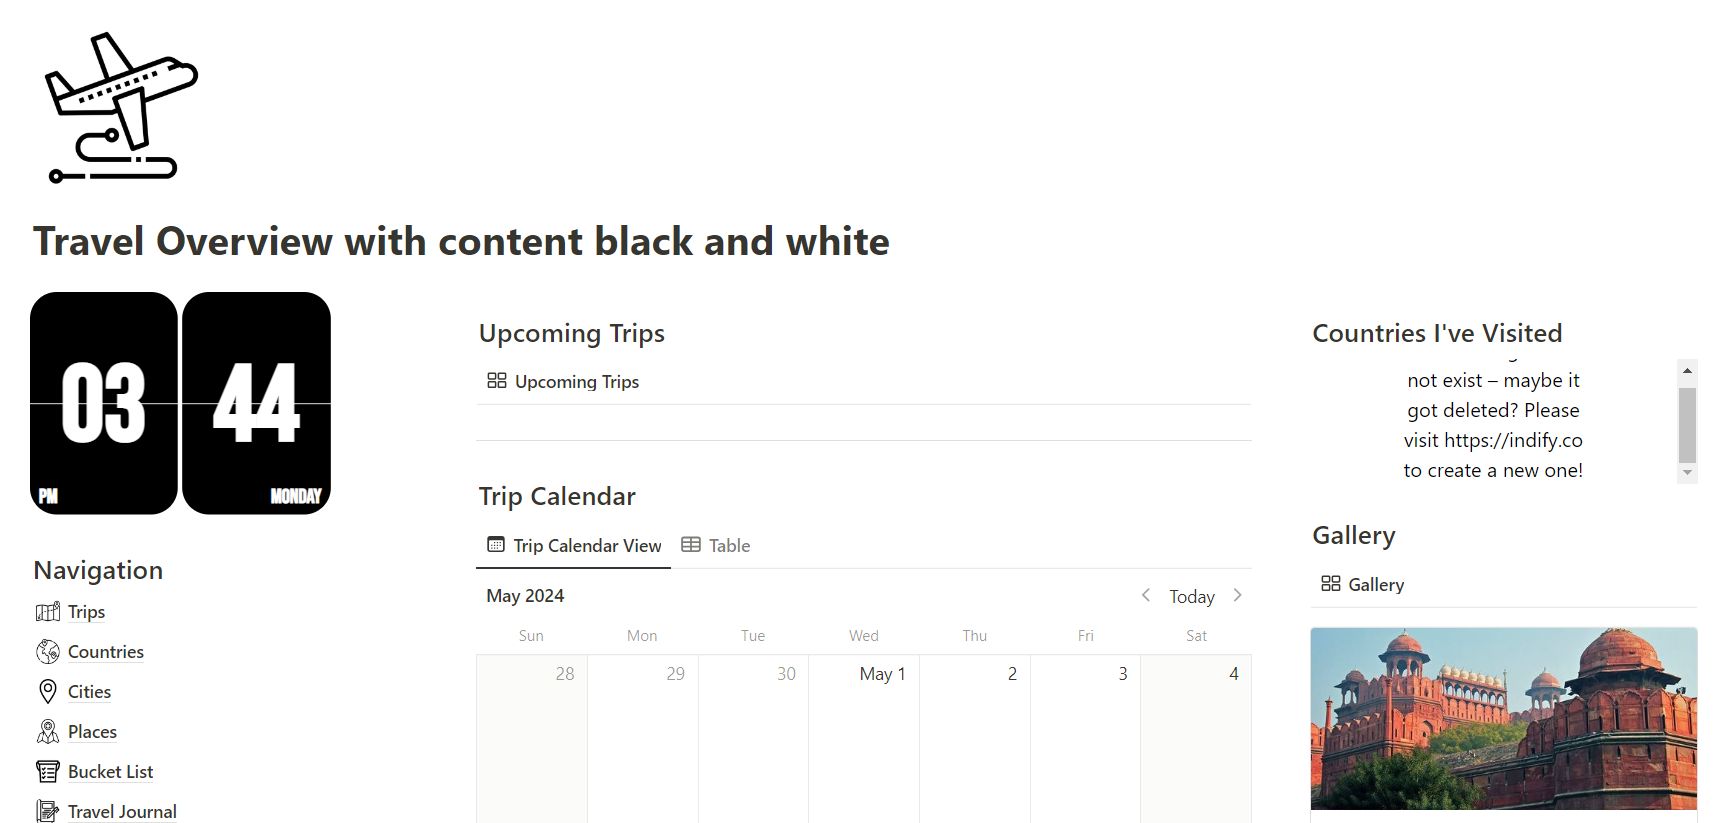 Travel Overview with content black and white
03
44
PM
MONDAY
Navigation
Trips
Countries
Cities
Places
Bucket List
Travel Journal
Upcoming Trips
Upcoming Trips
Trip Calendar
Trip Calendar View
Table
May 2024
Today
Sun Mon Tue Wed Thu Fri Sat
28 29 30 May 1 2 3 4
Countries I've Visited
not exist – maybe it
got deleted? Please
visit https://indify.co
to create a new one!
Gallery
Gallery